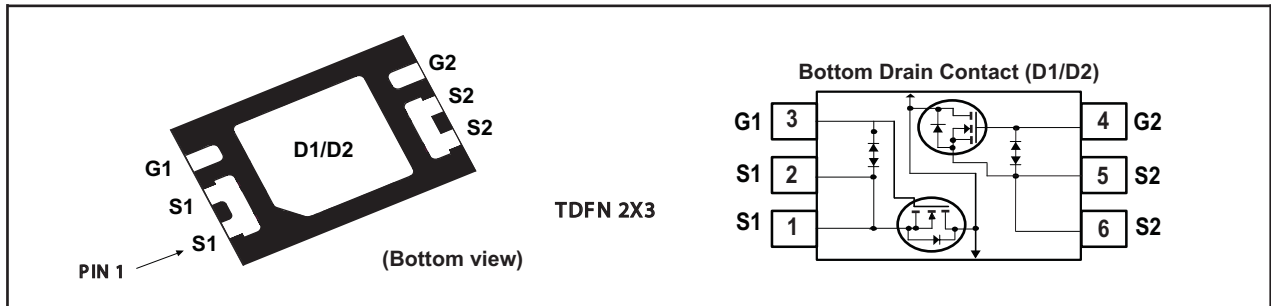 G2
S2
S2
D1/D2
G1
S1
S1
PIN 1
(Bottom view)
TDFN 2X3
Bottom Drain Contact (D1/D2)
G1 3 4 G2
S1 2 5 S2
S1 1 6 S2